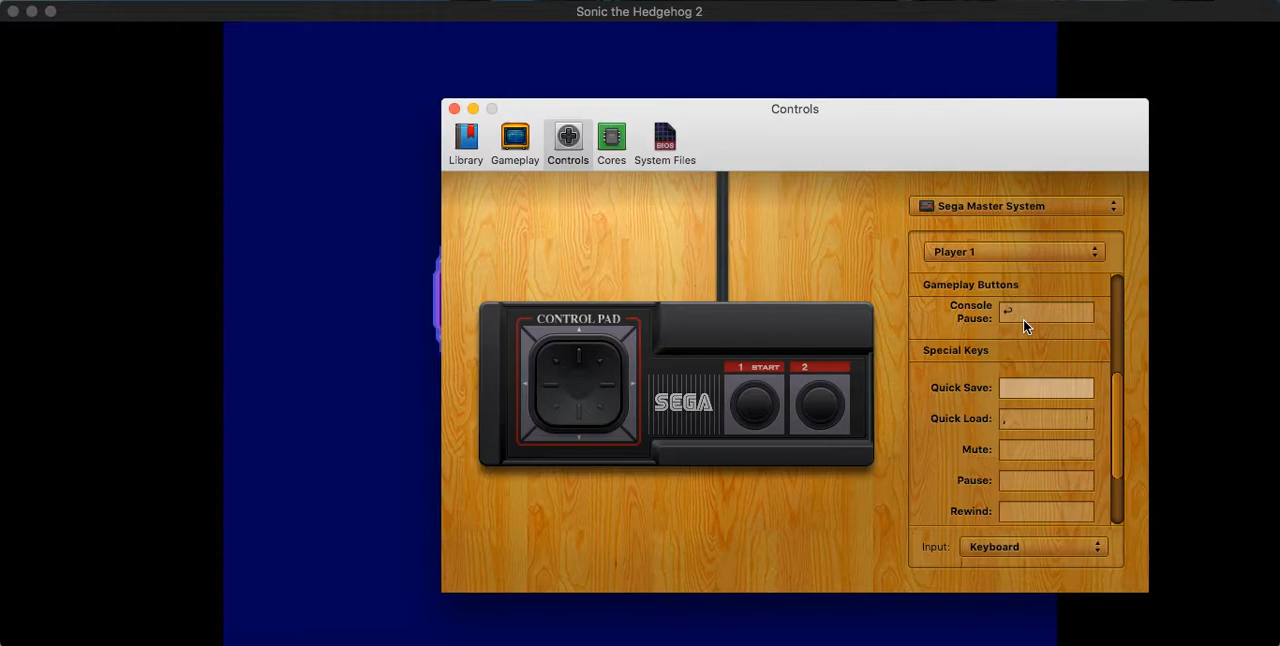 Sonic the Hedgehog 2
Controls
Library Gameplay Controls Cores System Files
BIOS
Sega Master System
Player 1
Gameplay Buttons
Console
Pause: ↩
Special Keys
Quick Save:
Quick Load: ,
Mute:
Pause:
Rewind:
Input: Keyboard
CONTROL PAD
1 START 2
SEGA